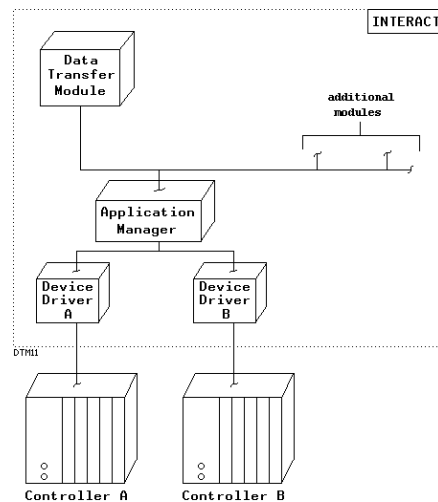 INTERACT
Data
Transfer
Module
additional
modules
Application
Manager
Device
Driver
A
Device
Driver
B
DTM11
Controller A
Controller B